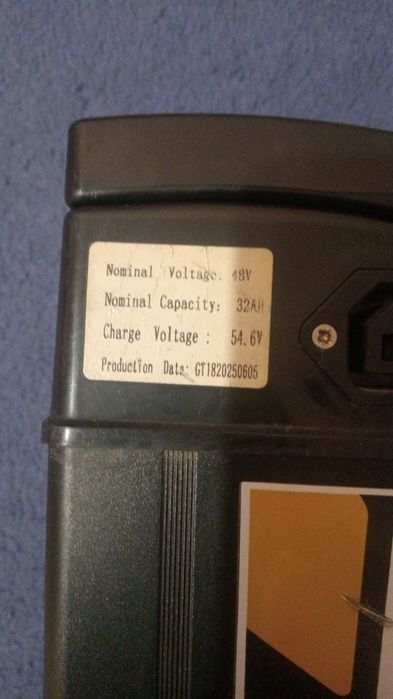 Nominal Voltage: 48V
Nominal Capacity: 32AH
Charge Voltage: 54.6V
Production Data: GT1820250605